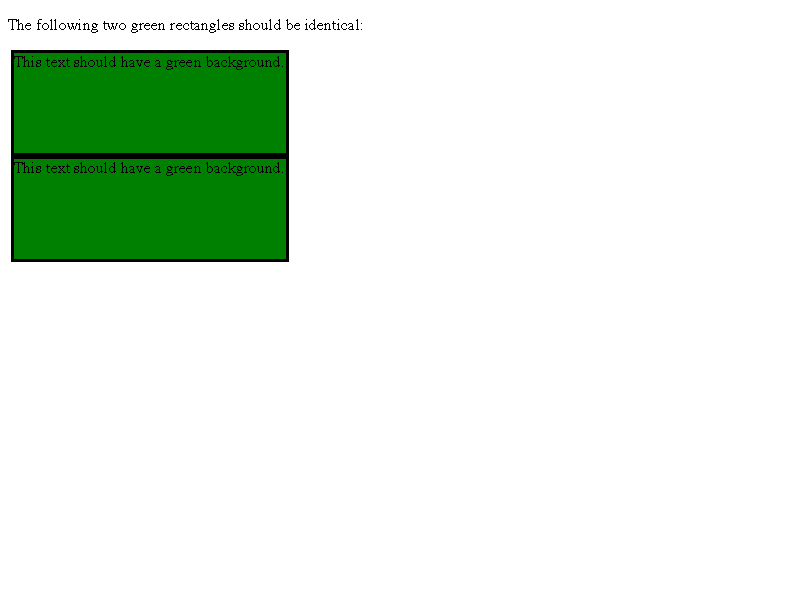 The following two green rectangles should be identical:
This text should have a green background.
This text should have a green background.